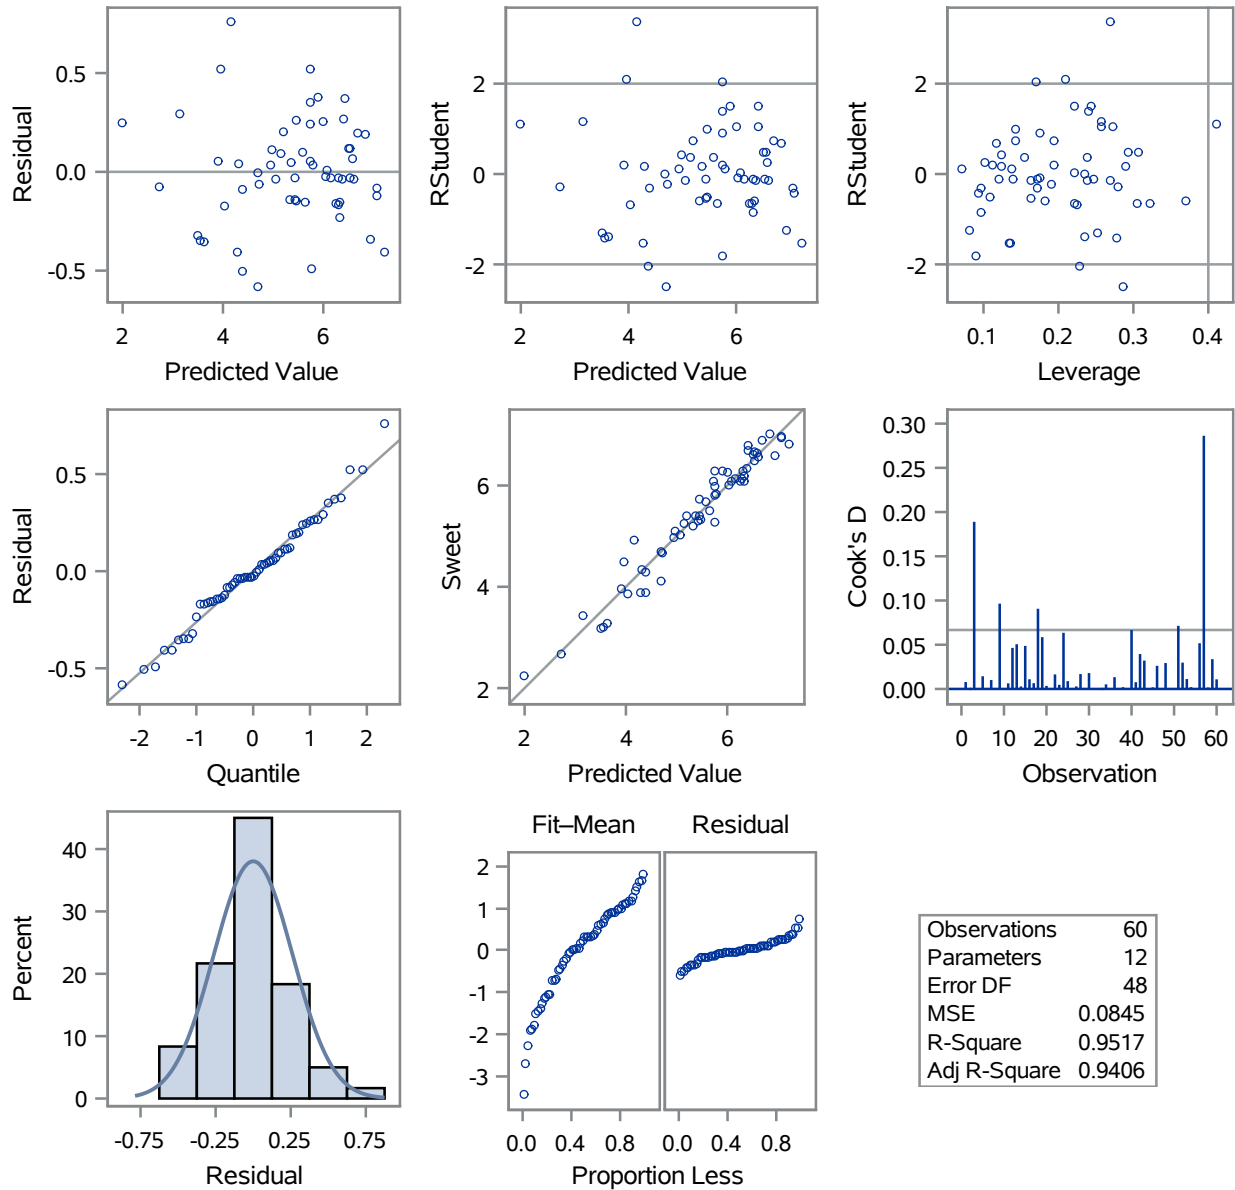 Residual
0.5
0.0
-0.5
2 4 6
Predicted Value
RStudent
2
0
-2
2 4 6
Predicted Value
RStudent
2
0
-2
0.1 0.2 0.3 0.4
Leverage
Residual
0.5
0.0
-0.5
-2 -1 0 1 2
Quantile
Sweet
6
4
2
2 4 6
Predicted Value
Cook's D
0.30
0.25
0.20
0.15
0.10
0.05
0.00
0 10 20 30 40 50 60
Observation
Percent
40
30
20
10
0
-0.75 -0.25 0.25 0.75
Residual
Fit–Mean Residual
2
1
0
-1
-2
-3
0.0 0.4 0.8 0.0 0.4 0.8
Proportion Less
Observations 60
Parameters 12
Error DF 48
MSE 0.0845
R-Square 0.9517
Adj R-Square 0.9406